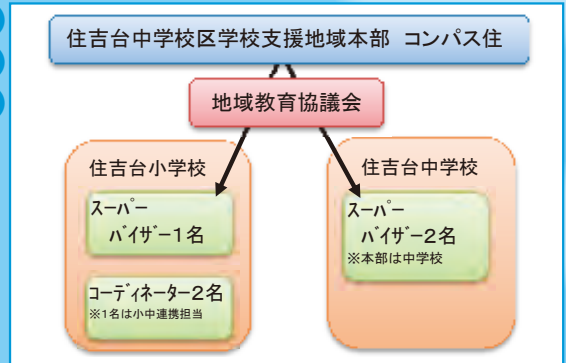 住吉台中学校区学校支援地域本部 コンパス住
地域教育協議会
住吉台小学校
ｽｰﾊﾟｰ
ﾊﾞｲｻﾞｰ1名
ｺｰﾃﾞｨﾈｰﾀｰ2名
※1名は小中連携担当
住吉台中学校
ｽｰﾊﾟｰ
ﾊﾞｲｻﾞｰ2名
※本部は中学校